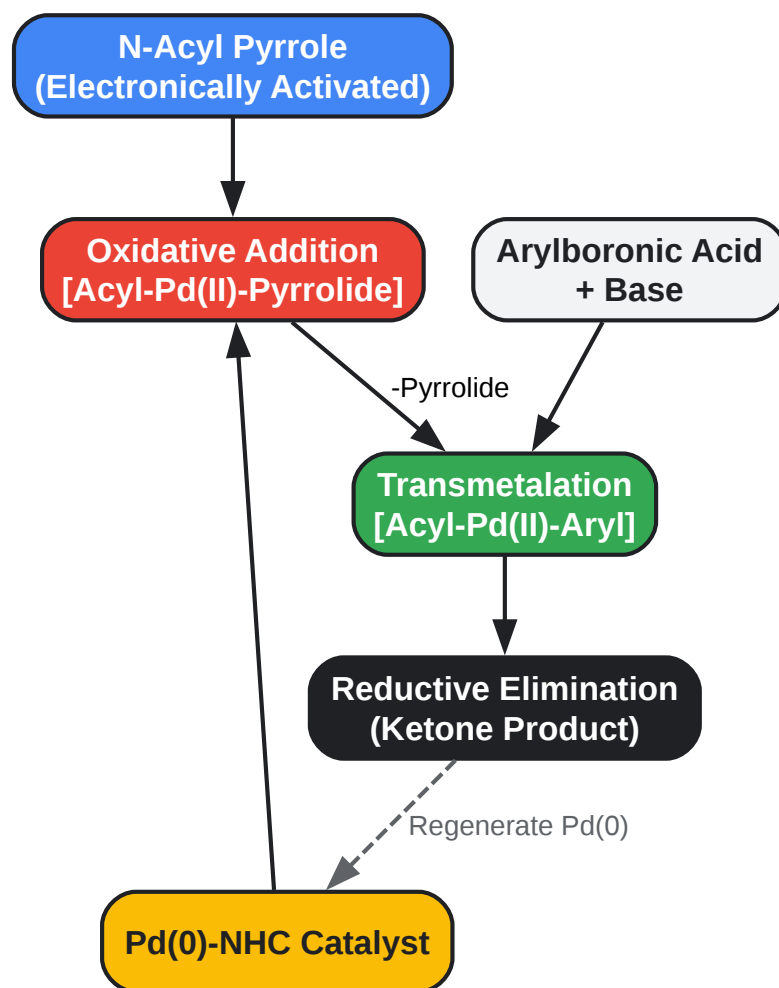 N-Acyl Pyrrole
(Electronically Activated)
Oxidative Addition
[Acyl-Pd(II)-Pyrrolide]
Arylboronic Acid
+ Base
-Pyrrolide
Transmetalation
[Acyl-Pd(II)-Aryl]
Reductive Elimination
(Ketone Product)
Regenerate Pd(0)
Pd(0)-NHC Catalyst